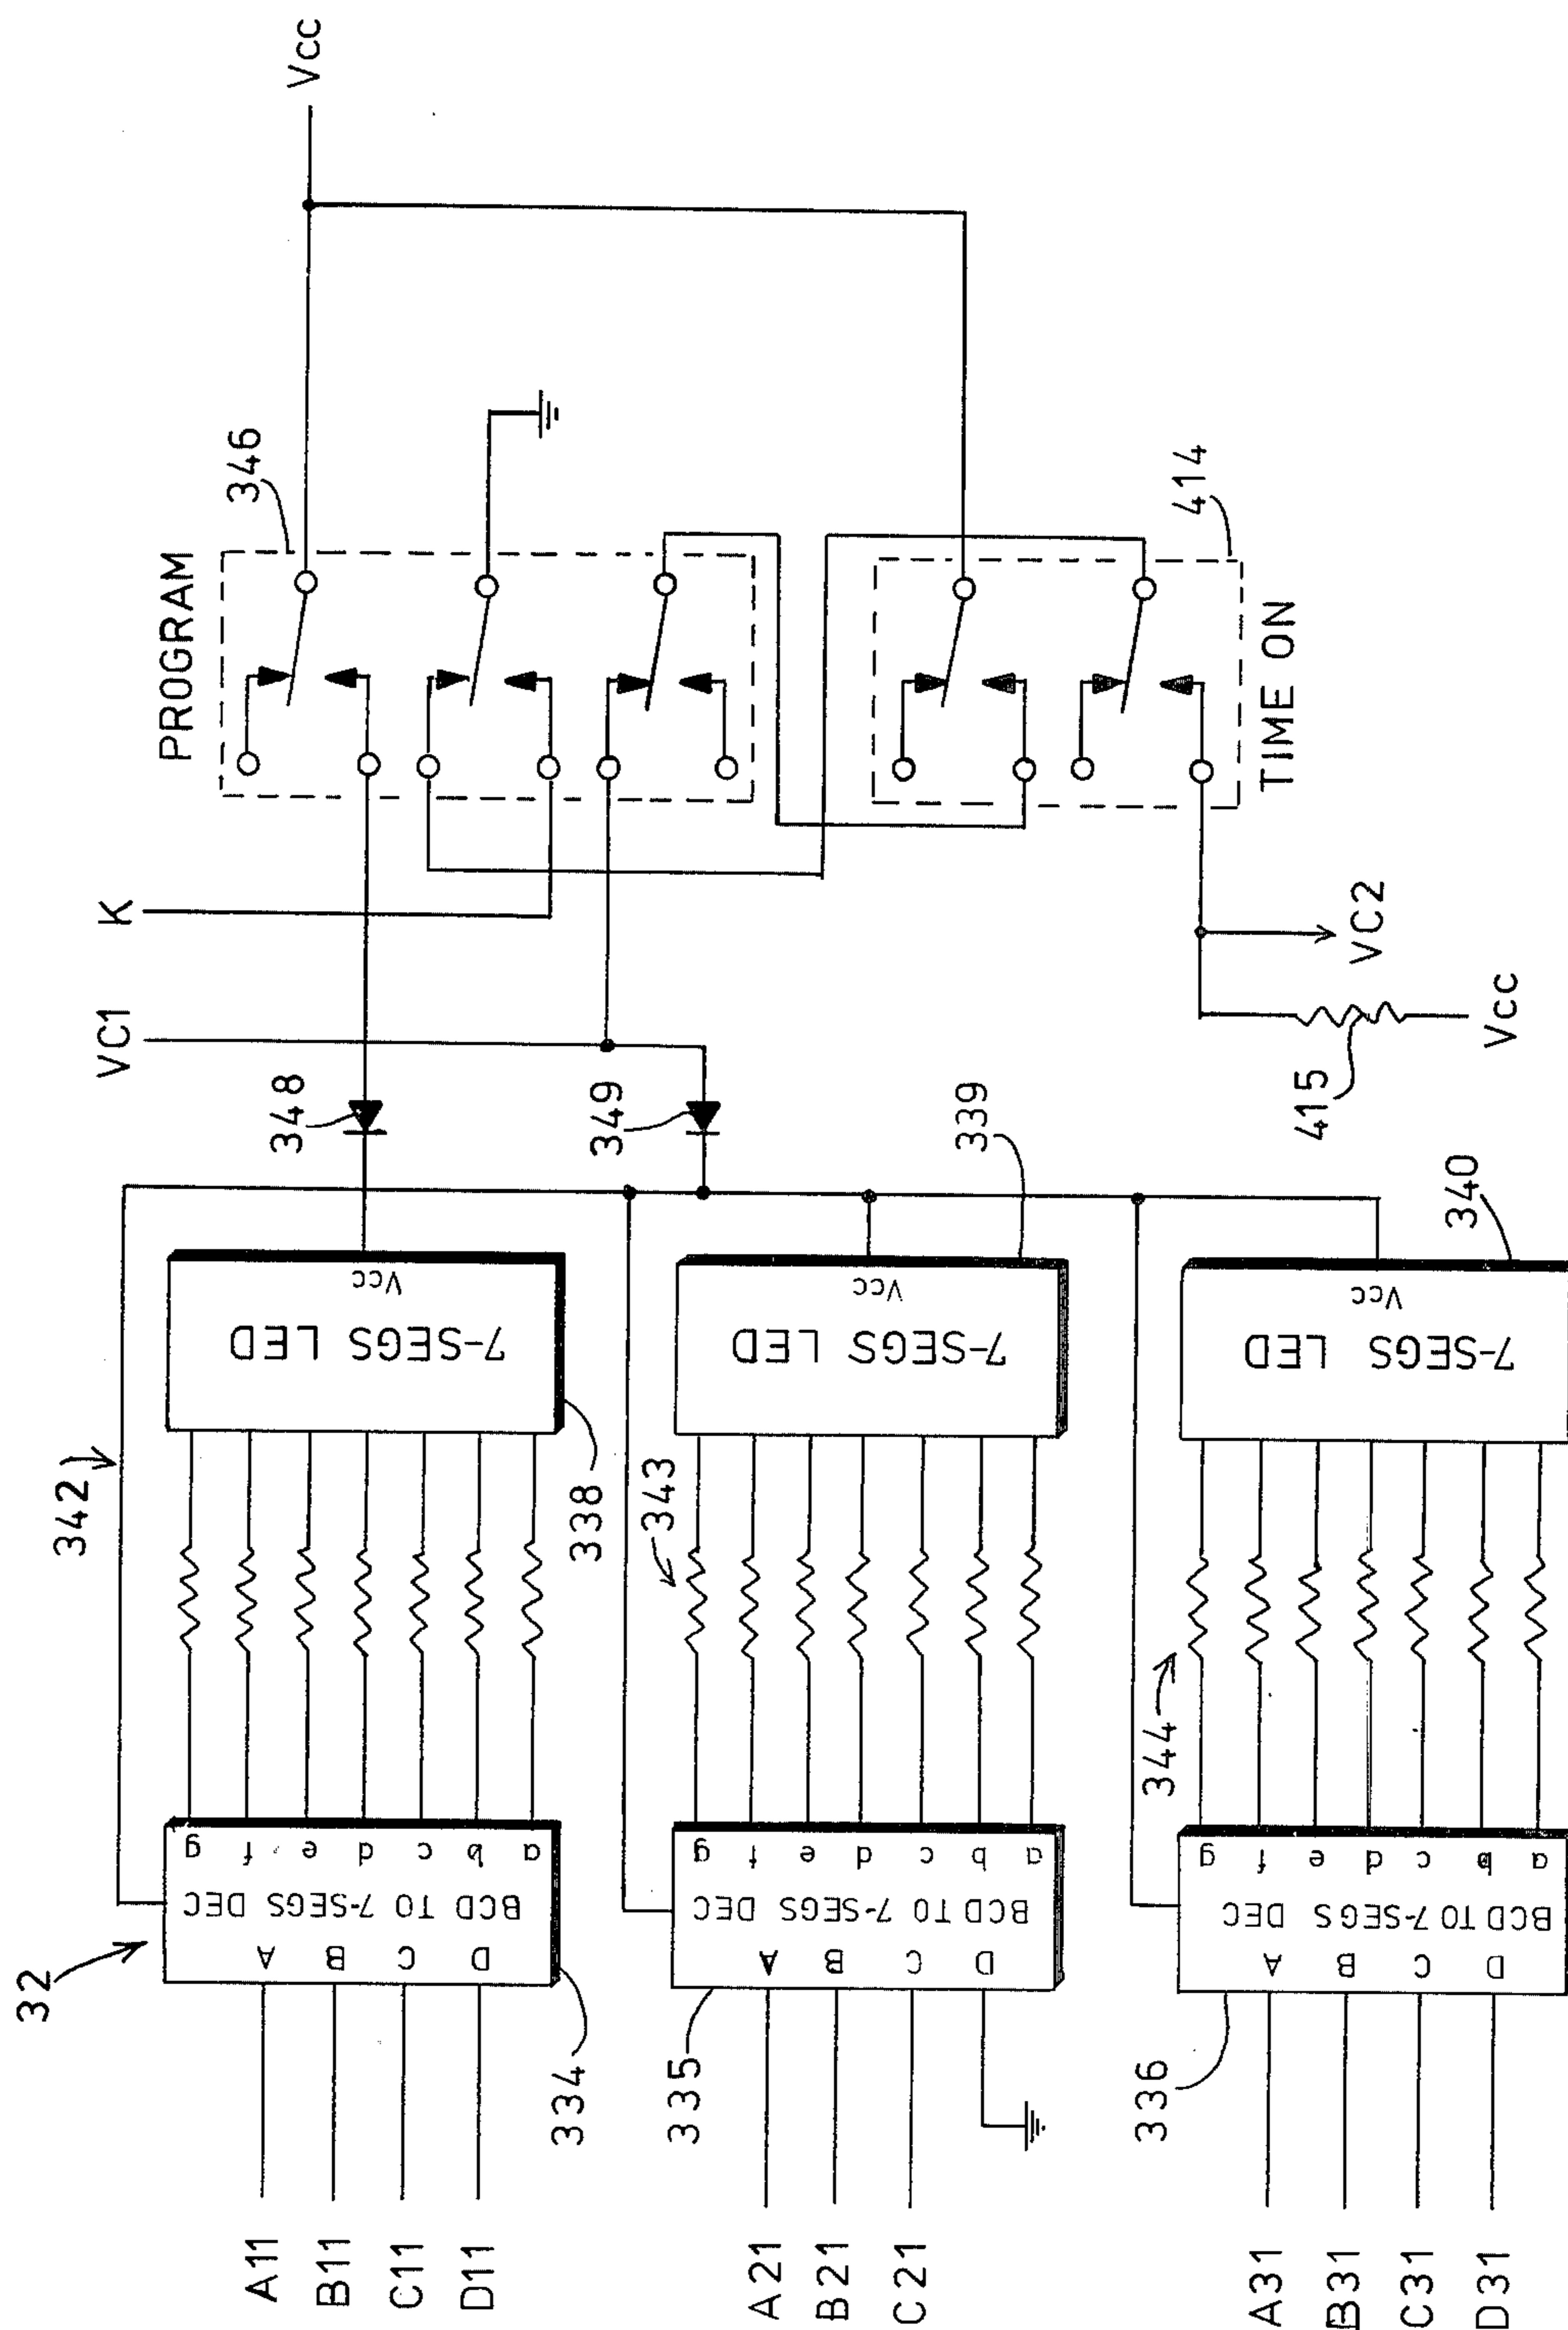 Vcc
346
PROGRAM
414
TIME ON
K
VC1
VC2
Vcc
415
348
349
339
340
Vcc
7-SEGS LED
338
Vcc
7-SEGS LED
Vcc
7-SEGS LED
342
343
344
32
g f e d c b a
BCD TO 7-SEGS DEC
A B C D
334
g f e d c b a
BCD TO 7-SEGS DEC
A B C D
335
g f e d c b a
BCD TO 7-SEGS DEC
A B C D
336
A11
B11
C11
D11
A21
B21
C21
A31
B31
C31
D31